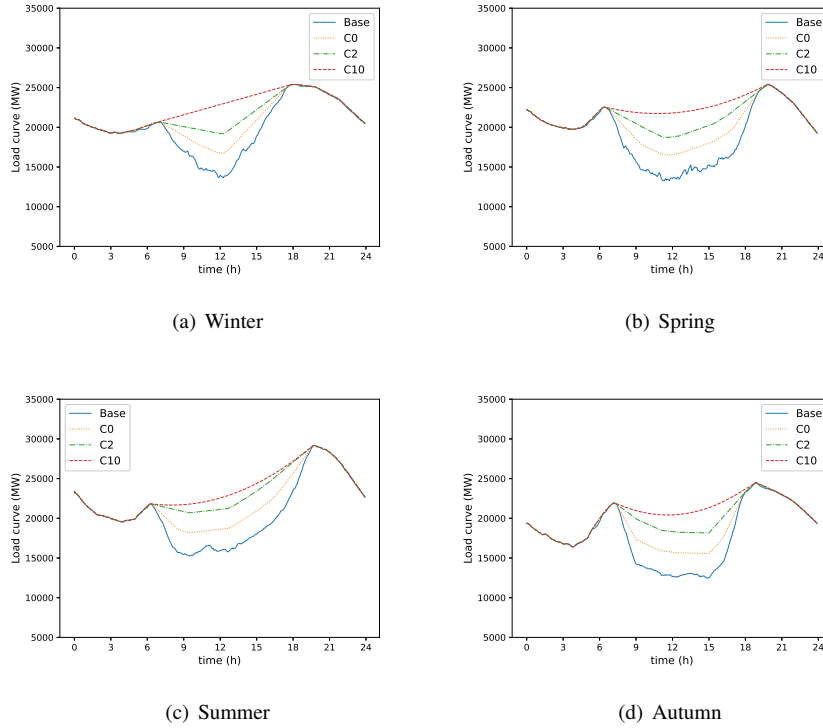 35000
30000
25000
20000
15000
10000
5000
Load curve (MW)
0 3 6 9 12 15 18 21 24
time (h)
Base
C0
C2
C10
(a) Winter
35000
30000
25000
20000
15000
10000
5000
Load curve (MW)
0 3 6 9 12 15 18 21 24
time (h)
Base
C0
C2
C10
(b) Spring
35000
30000
25000
20000
15000
10000
5000
Load curve (MW)
0 3 6 9 12 15 18 21 24
time (h)
Base
C0
C2
C10
(c) Summer
35000
30000
25000
20000
15000
10000
5000
Load curve (MW)
0 3 6 9 12 15 18 21 24
time (h)
Base
C0
C2
C10
(d) Autumn